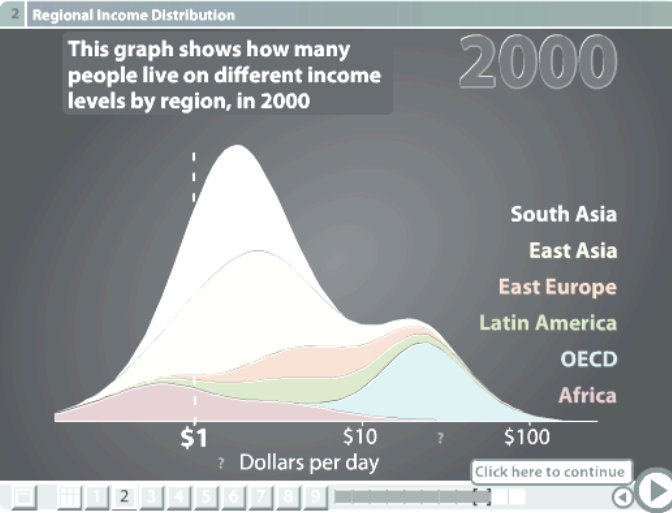 2 Regional Income Distribution
This graph shows how many
people live on different income
levels by region, in 2000
2000
South Asia
East Asia
East Europe
Latin America
OECD
Africa
$1 $10 ? $100
? Dollars per day
Click here to continue
1 2 3 4 5 6 7 8 9